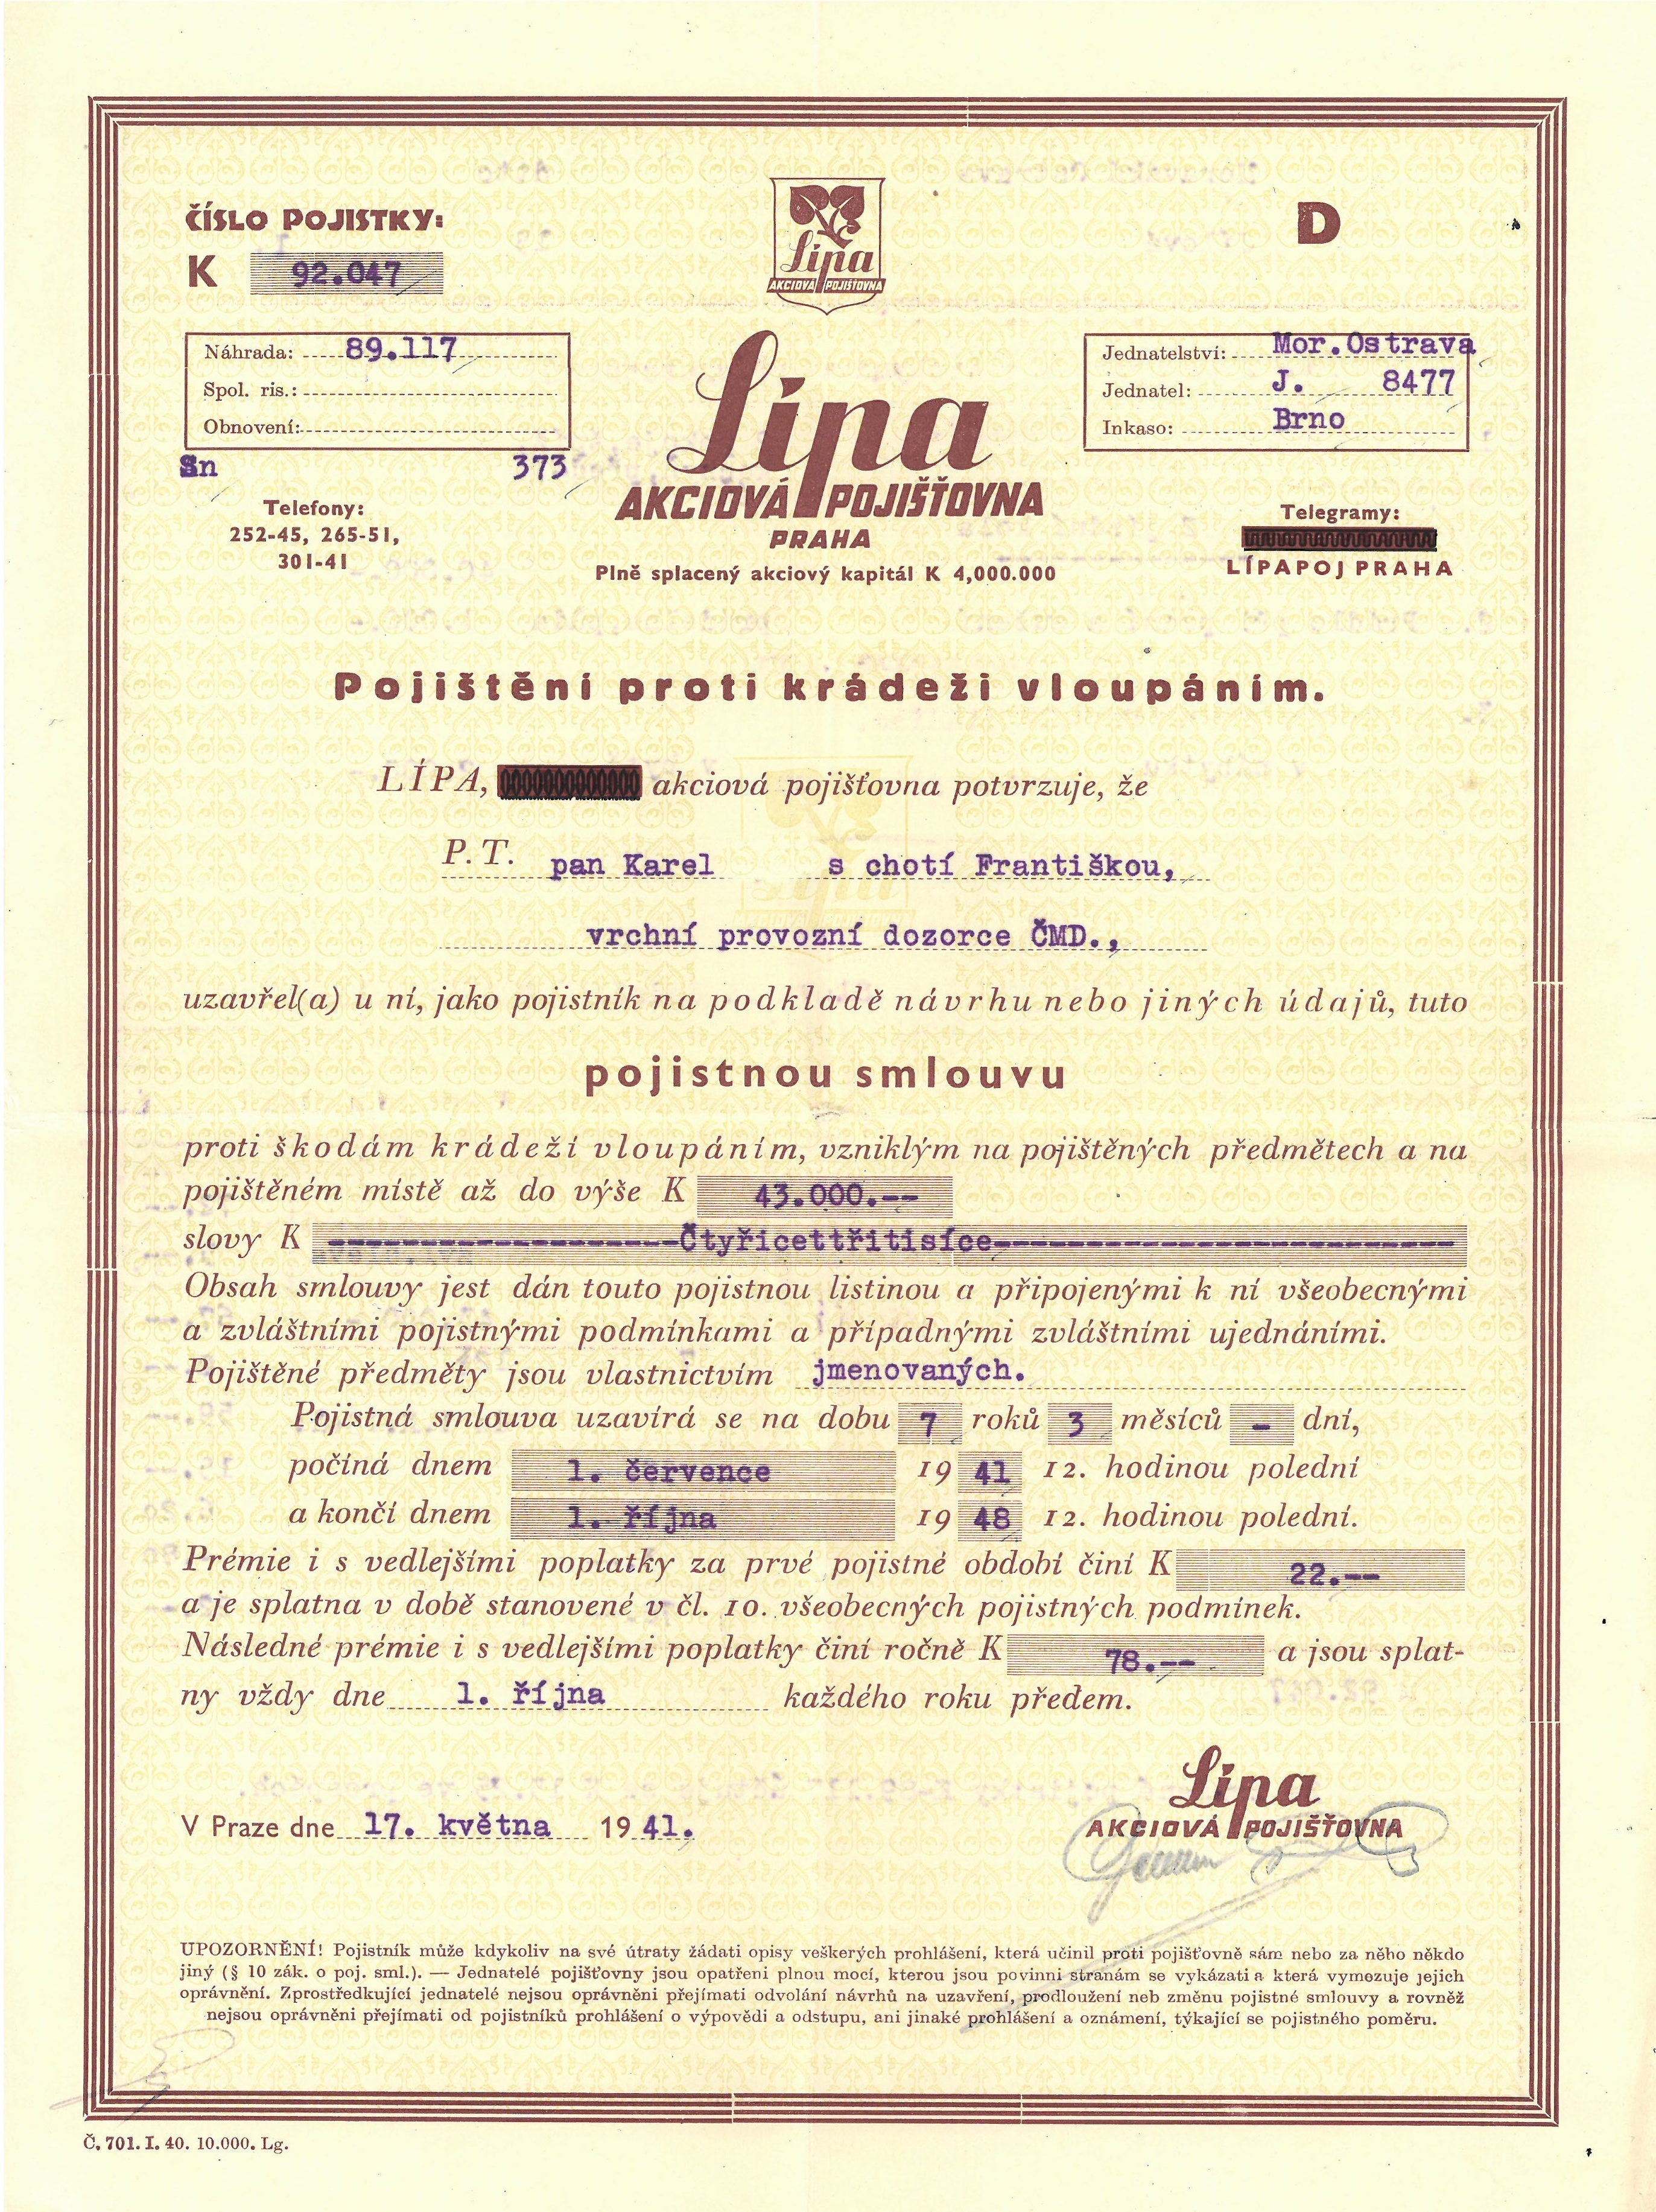 ČÍSLO POJISTKY:
K 92.047
D
Lípa
AKCIOVÁ POJIŠŤOVNA
Náhrada: 89.117
Spol. ris.:
Obnovení:
Sn 373
Telefony:
252-45, 265-51,
301-41
Lípa
AKCIOVÁ POJIŠŤOVNA
PRAHA
Plně splacený akciový kapitál K 4,000.000
Jednatelství: Mor.Ostrava
Jednatel: J. 8477
Inkaso: Brno
Telegramy:
LÍPAPOJ PRAHA
Pojištění proti krádeži vloupáním.
LÍPA, akciová pojišťovna potvrzuje, že
P. T. pan Karel s chotí Františkou,
vrchní provozní dozorce ČMD.,
uzavřel(a) u ní, jako pojistník na podkladě návrhu nebo jiných údajů, tuto
pojistnou smlouvu
proti škodám krádeží vloupáním, vzniklým na pojištěných předmětech a na
pojištěném místě až do výše K 43.000.--
slovy K --------------------Čtyřicettřitisíce--------------------------
Obsah smlouvy jest dán touto pojistnou listinou a připojenými k ní všeobecnými
a zvláštními pojistnými podmínkami a případnými zvláštními ujednáními.
Pojištěné předměty jsou vlastnictvím jmenovaných.
Pojistná smlouva uzavírá se na dobu 7 roků 3 měsíců - dní,
počíná dnem 1. července 19 41 12. hodinou polední
a končí dnem 1. října 19 48 12. hodinou polední.
Prémie i s vedlejšími poplatky za prvé pojistné období činí K 22.--
a je splatna v době stanovené v čl. 10. všeobecných pojistných podmínek.
Následné prémie i s vedlejšími poplatky činí ročně K 78.-- a jsou splat-
ny vždy dne 1. října každého roku předem.
V Praze dne 17. května 19 41.
Lípa
AKCIOVÁ POJIŠŤOVNA
UPOZORNĚNÍ! Pojistník může kdykoliv na své útraty žádati opisy veškerých prohlášení, která učinil proti pojišťovně sám nebo za něho někdo
jiný (§ 10 zák. o poj. sml.). — Jednatelé pojišťovny jsou opatřeni plnou mocí, kterou jsou povinni stranám se vykázati a která vymezuje jejich
oprávnění. Zprostředkující jednatelé nejsou oprávněni přejímati odvolání návrhů na uzavření, prodloužení neb změnu pojistné smlouvy a rovněž
nejsou oprávněni přejímati od pojistníků prohlášení o výpovědi a odstupu, ani jinaké prohlášení a oznámení, týkající se pojistného poměru.
Č. 701. I. 40. 10.000. Lg.